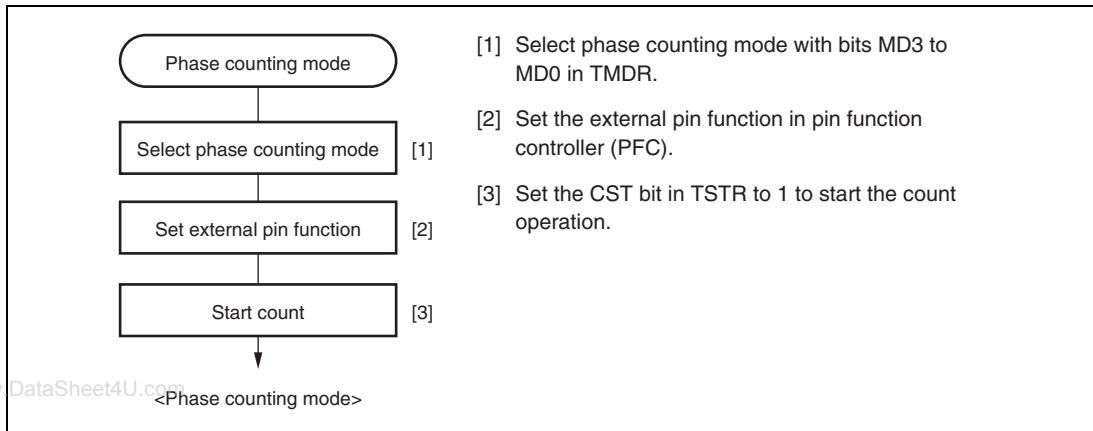 Phase counting mode
Select phase counting mode [1]
Set external pin function [2]
Start count [3]
<Phase counting mode>
[1] Select phase counting mode with bits MD3 to
MD0 in TMDR.
[2] Set the external pin function in pin function
controller (PFC).
[3] Set the CST bit in TSTR to 1 to start the count
operation.
.DataSheet4U.com